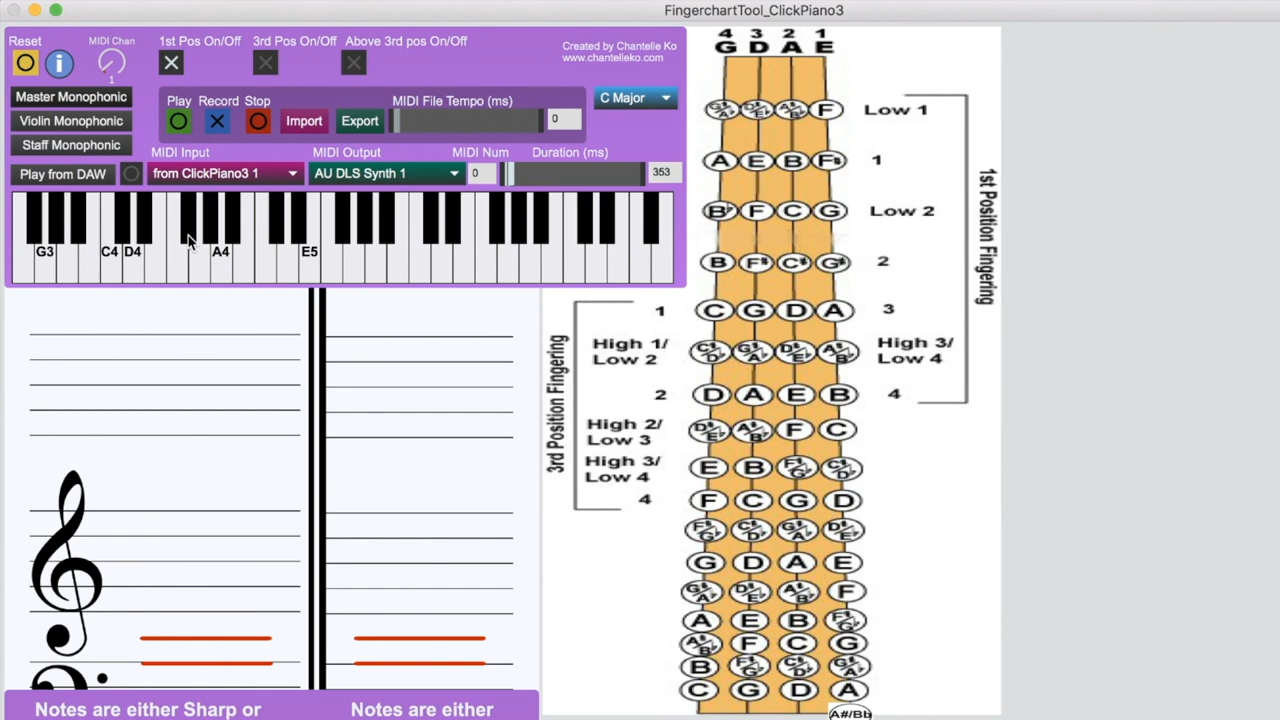 FingerchartTool_ClickPiano3
Reset
MIDI Chan
1
1st Pos On/Off
3rd Pos On/Off
Above 3rd pos On/Off
Created by Chantelle Ko
www.chantelleko.com
Master Monophonic
Violin Monophonic
Staff Monophonic
Play from DAW
Play
Record
Stop
Import
Export
MIDI File Tempo (ms)
0
C Major
MIDI Input
from ClickPiano3 1
MIDI Output
AU DLS Synth 1
MIDI Num
0
Duration (ms)
353
G3
C4
D4
A4
E5
4 3 2 1
G D A E
G#/A♭ D#/E♭ A#/B♭ F
Low 1
A E B F#
1
B♭ F C G
Low 2
B F# C# G#
2
1 C G D A 3
High 1/
Low 2
C#/D♭ G#/A♭ D#/E♭ A#/B♭
High 3/
Low 4
2 D A E B 4
High 2/
Low 3
D#/E♭ A#/B♭ F C
High 3/
Low 4
E B F#/G♭ C#/D♭
4 F C G D
F#/G♭ C#/D♭ G#/A♭ D#/E♭
G D A E
G#/A♭ D#/E♭ A#/B♭ F
A E B F#/G♭
A#/B♭ F C G
B F#/G♭ C#/D♭ G#/A♭
C G D A
A#/Bb
1st Position Fingering
3rd Position Fingering
Notes are either Sharp or
Notes are either